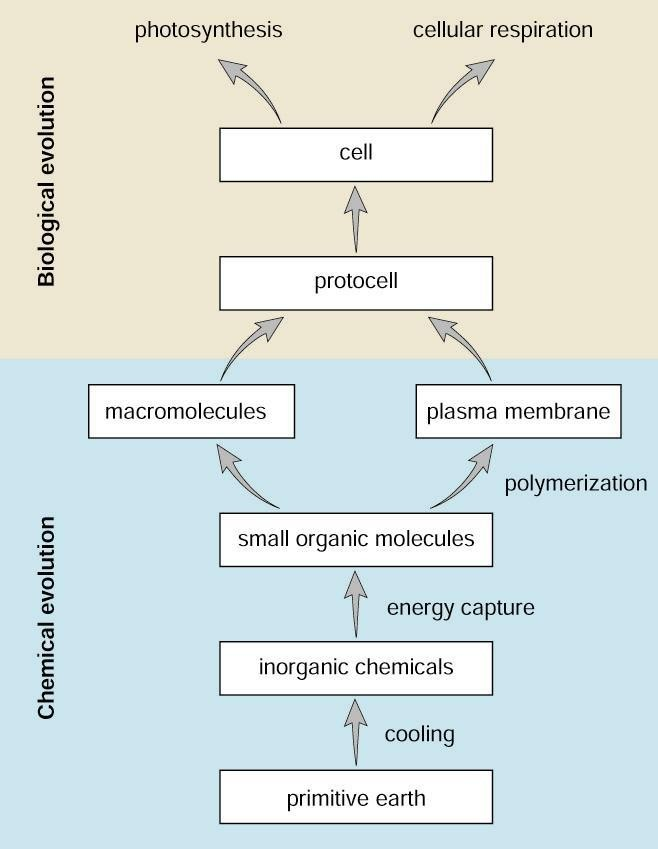 photosynthesis
cellular respiration
Biological evolution
cell
protocell
macromolecules
plasma membrane
polymerization
Chemical evolution
small organic molecules
energy capture
inorganic chemicals
cooling
primitive earth